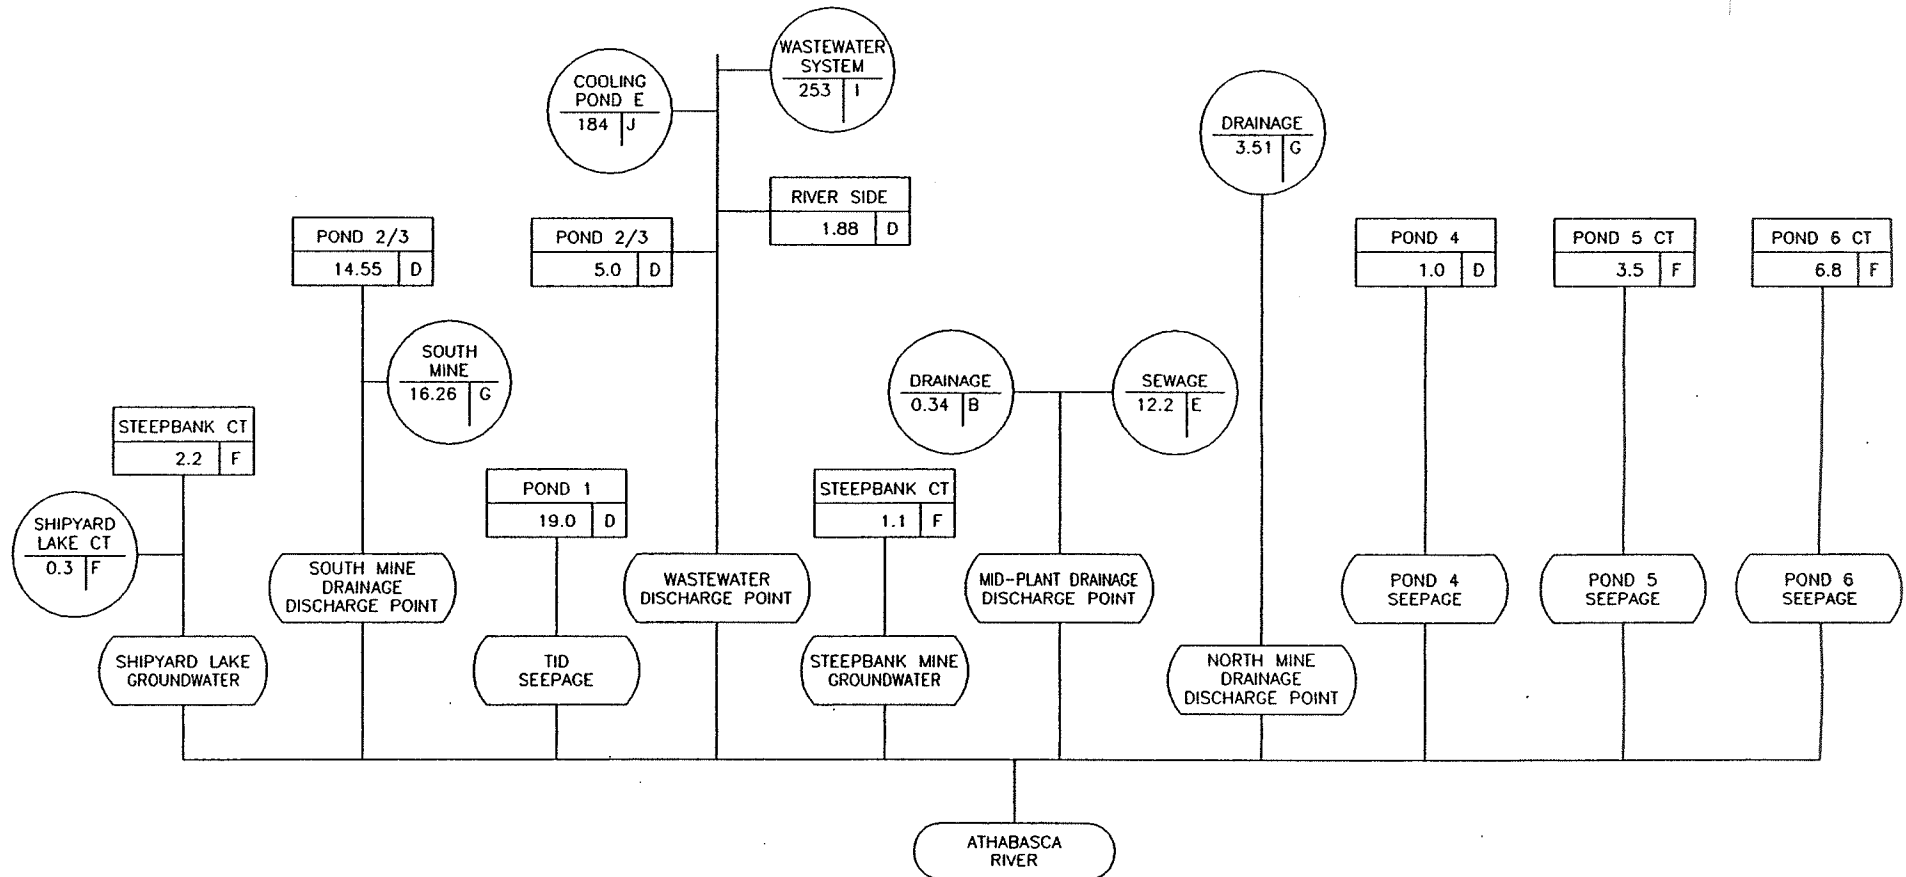 WASTEWATER
SYSTEM
253 I
COOLING
POND E
184 J
DRAINAGE
3.51 G
RIVER SIDE
1.88 D
POND 2/3
14.55 D
POND 2/3
5.0 D
POND 4
1.0 D
POND 5 CT
3.5 F
POND 6 CT
6.8 F
SOUTH
MINE
16.26 G
DRAINAGE
0.34 B
SEWAGE
12.2 E
STEEPBANK CT
2.2 F
SHIPYARD
LAKE CT
0.3 F
POND 1
19.0 D
STEEPBANK CT
1.1 F
SOUTH MINE
DRAINAGE
DISCHARGE POINT
WASTEWATER
DISCHARGE POINT
MID-PLANT DRAINAGE
DISCHARGE POINT
POND 4
SEEPAGE
POND 5
SEEPAGE
POND 6
SEEPAGE
SHIPYARD LAKE
GROUNDWATER
TID
SEEPAGE
STEEPBANK MINE
GROUNDWATER
NORTH MINE
DRAINAGE
DISCHARGE POINT
ATHABASCA
RIVER